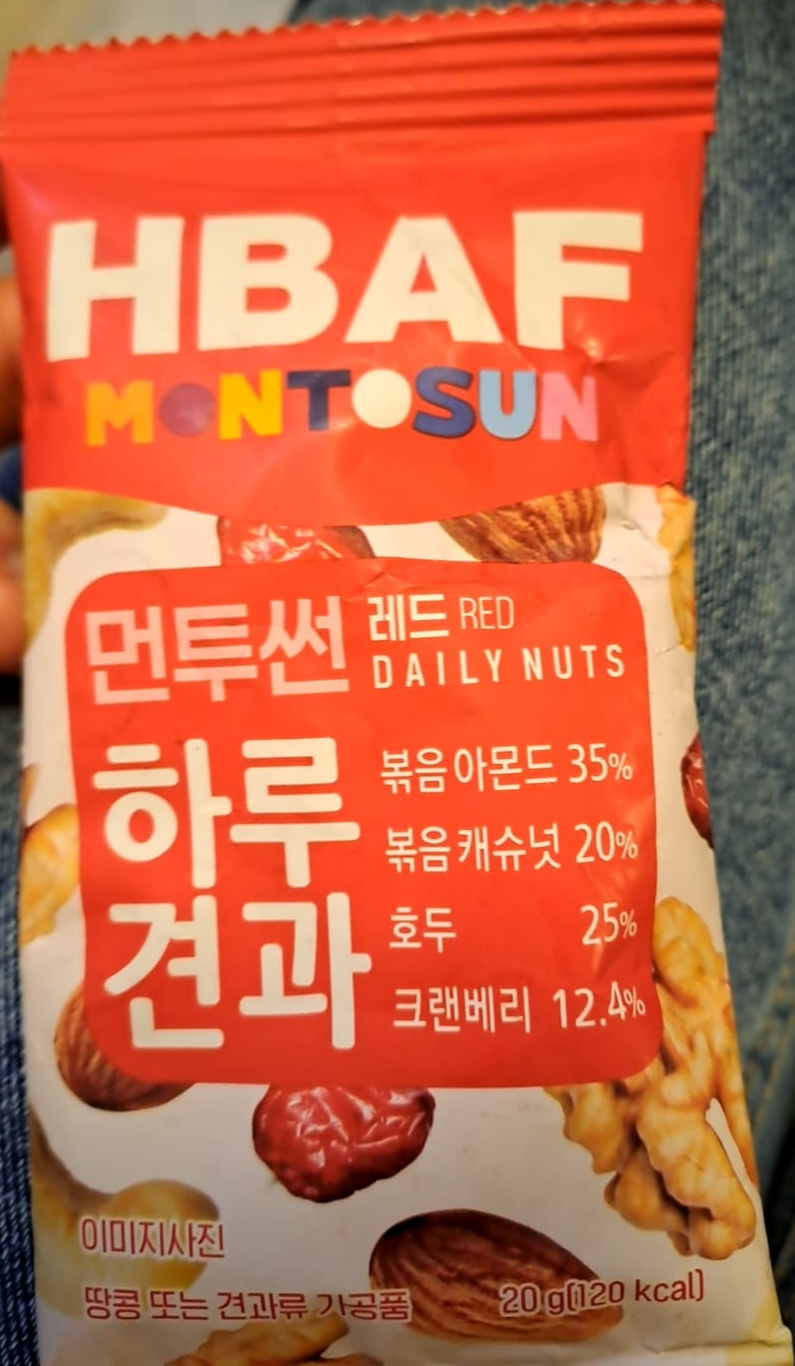 HBAF
MONTOSUN
먼투썬 레드 RED
DAILY NUTS
하루
견과
볶음 아몬드 35%
볶음 캐슈넛 20%
호두 25%
크랜베리 12.4%
이미지사진
땅콩 또는 견과류 가공품
20 g(120 kcal)